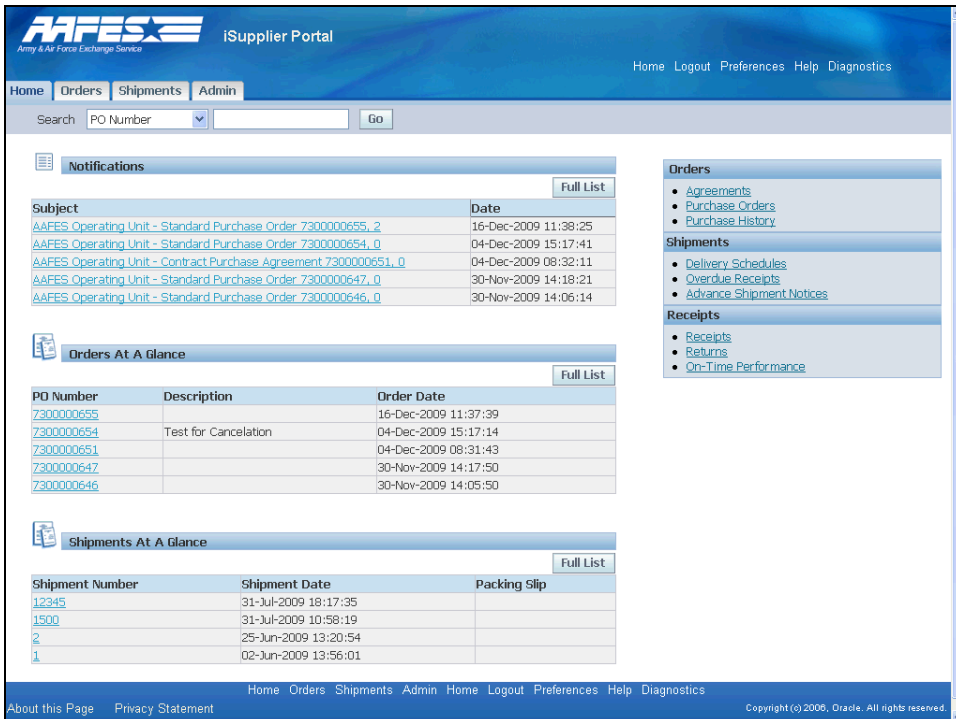 AAFES
Army & Air Force Exchange Service
iSupplier Portal
Home Logout Preferences Help Diagnostics
Home Orders Shipments Admin
Search PO Number Go
Notifications
Full List
Subject Date
AAFES Operating Unit - Standard Purchase Order 7300000655, 2 16-Dec-2009 11:38:25
AAFES Operating Unit - Standard Purchase Order 7300000654, 0 04-Dec-2009 15:17:41
AAFES Operating Unit - Contract Purchase Agreement 7300000651, 0 04-Dec-2009 08:32:11
AAFES Operating Unit - Standard Purchase Order 7300000647, 0 30-Nov-2009 14:18:21
AAFES Operating Unit - Standard Purchase Order 7300000646, 0 30-Nov-2009 14:06:14
Orders At A Glance
Full List
PO Number Description Order Date
7300000655 16-Dec-2009 11:37:39
7300000654 Test for Cancelation 04-Dec-2009 15:17:14
7300000651 04-Dec-2009 08:31:43
7300000647 30-Nov-2009 14:17:50
7300000646 30-Nov-2009 14:05:50
Shipments At A Glance
Full List
Shipment Number Shipment Date Packing Slip
12345 31-Jul-2009 18:17:35
1500 31-Jul-2009 10:58:19
2 25-Jun-2009 13:20:54
1 02-Jun-2009 13:56:01
Orders
Agreements
Purchase Orders
Purchase History
Shipments
Delivery Schedules
Overdue Receipts
Advance Shipment Notices
Receipts
Receipts
Returns
On-Time Performance
Home Orders Shipments Admin Home Logout Preferences Help Diagnostics
About this Page Privacy Statement Copyright (c) 2006, Oracle. All rights reserved.